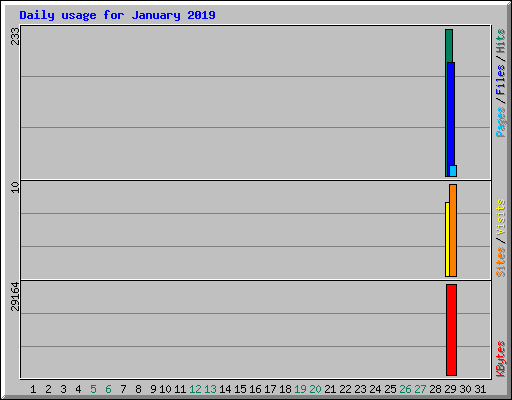 Daily usage for January 2019
233
10
29164
Pages/Files/Hits
Sites/Visits
KBytes
1 2 3 4 5 6 7 8 9 10 11 12 13 14 15 16 17 18 19 20 21 22 23 24 25 26 27 28 29 30 31